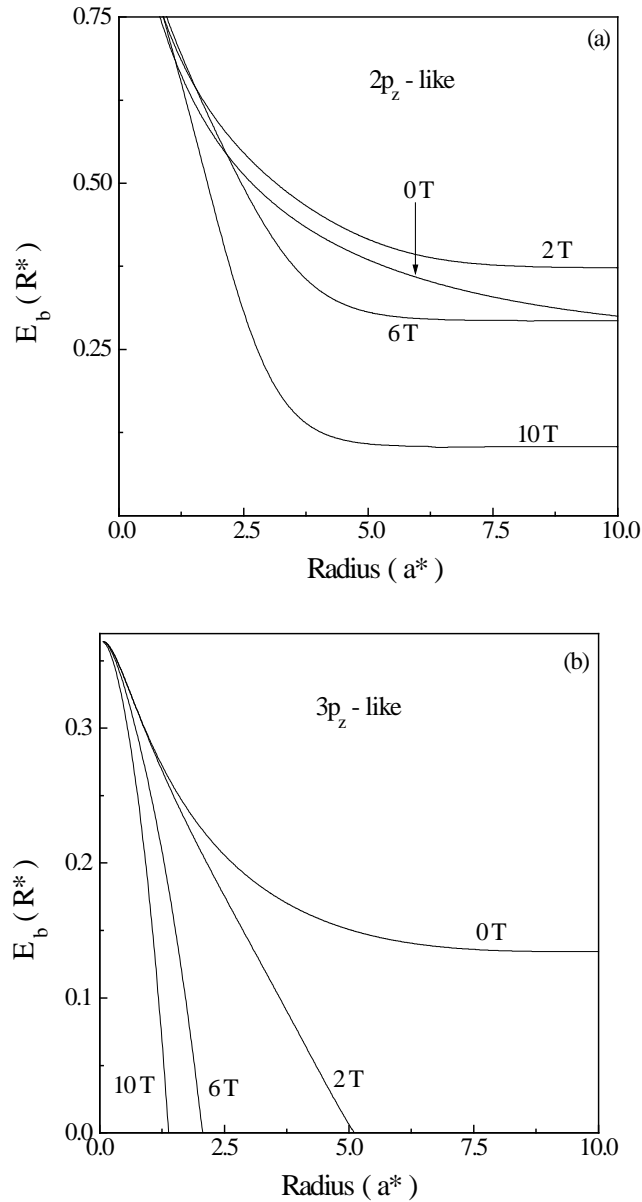 0.75
(a)
2p_z - like
0.50
0 T
2 T
E_b ( R* )
6 T
0.25
10 T
0.0 2.5 5.0 7.5 10.0
Radius ( a* )
(b)
3p_z - like
0.3
0.2
E_b ( R* )
0 T
0.1
10 T 6 T 2 T
0.0
0.0 2.5 5.0 7.5 10.0
Radius ( a* )